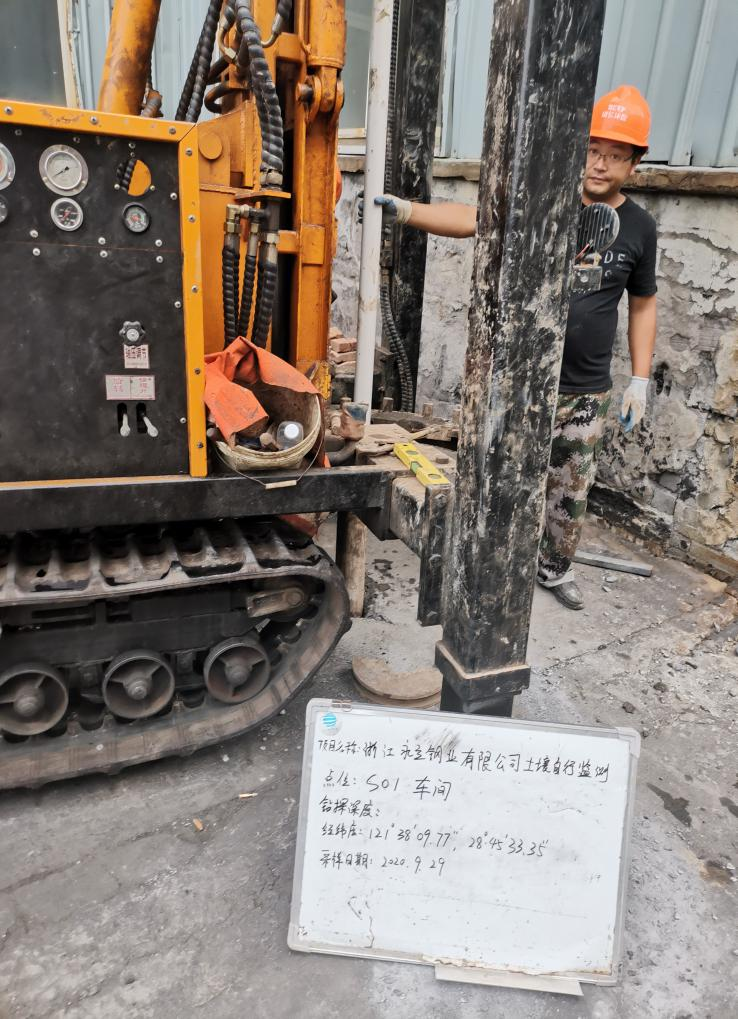 项目名称: 浙江永立钢业有限公司土壤自行监测
点位: S01 车间
钻探深度:
经纬度: 121°38′09.77″, 28°45′33.35″
采样日期: 2020.9.29